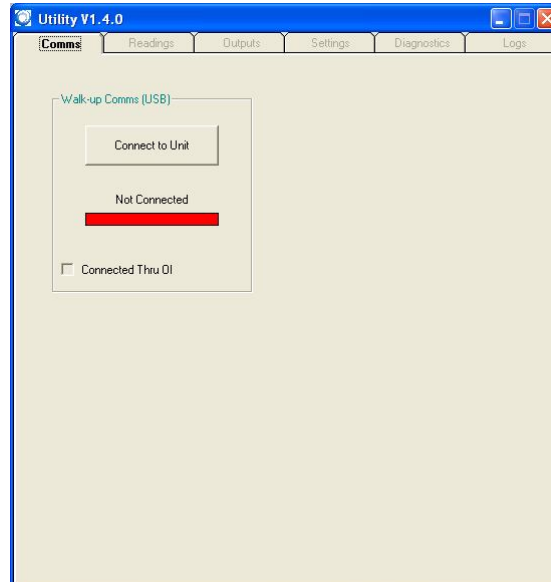 Utility V1.4.0
Comms Readings Outputs Settings Diagnostics Logs
Walk-up Comms (USB)
Connect to Unit
Not Connected
Connected Thru OI